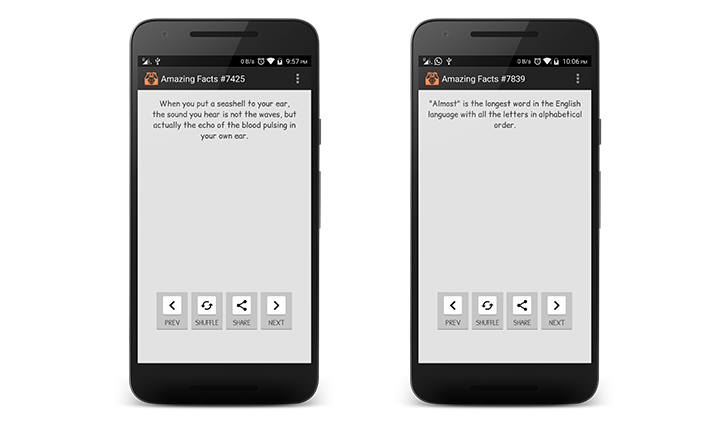 0 B/s 9:57 PM
Amazing Facts #7425
When you put a seashell to your ear,
the sound you hear is not the waves, but
actually the echo of the blood pulsing in
your own ear.
PREV SHUFFLE SHARE NEXT
0 B/s 10:06 PM
Amazing Facts #7839
"Almost" is the longest word in the English
language with all the letters in alphabetical
order.
PREV SHUFFLE SHARE NEXT